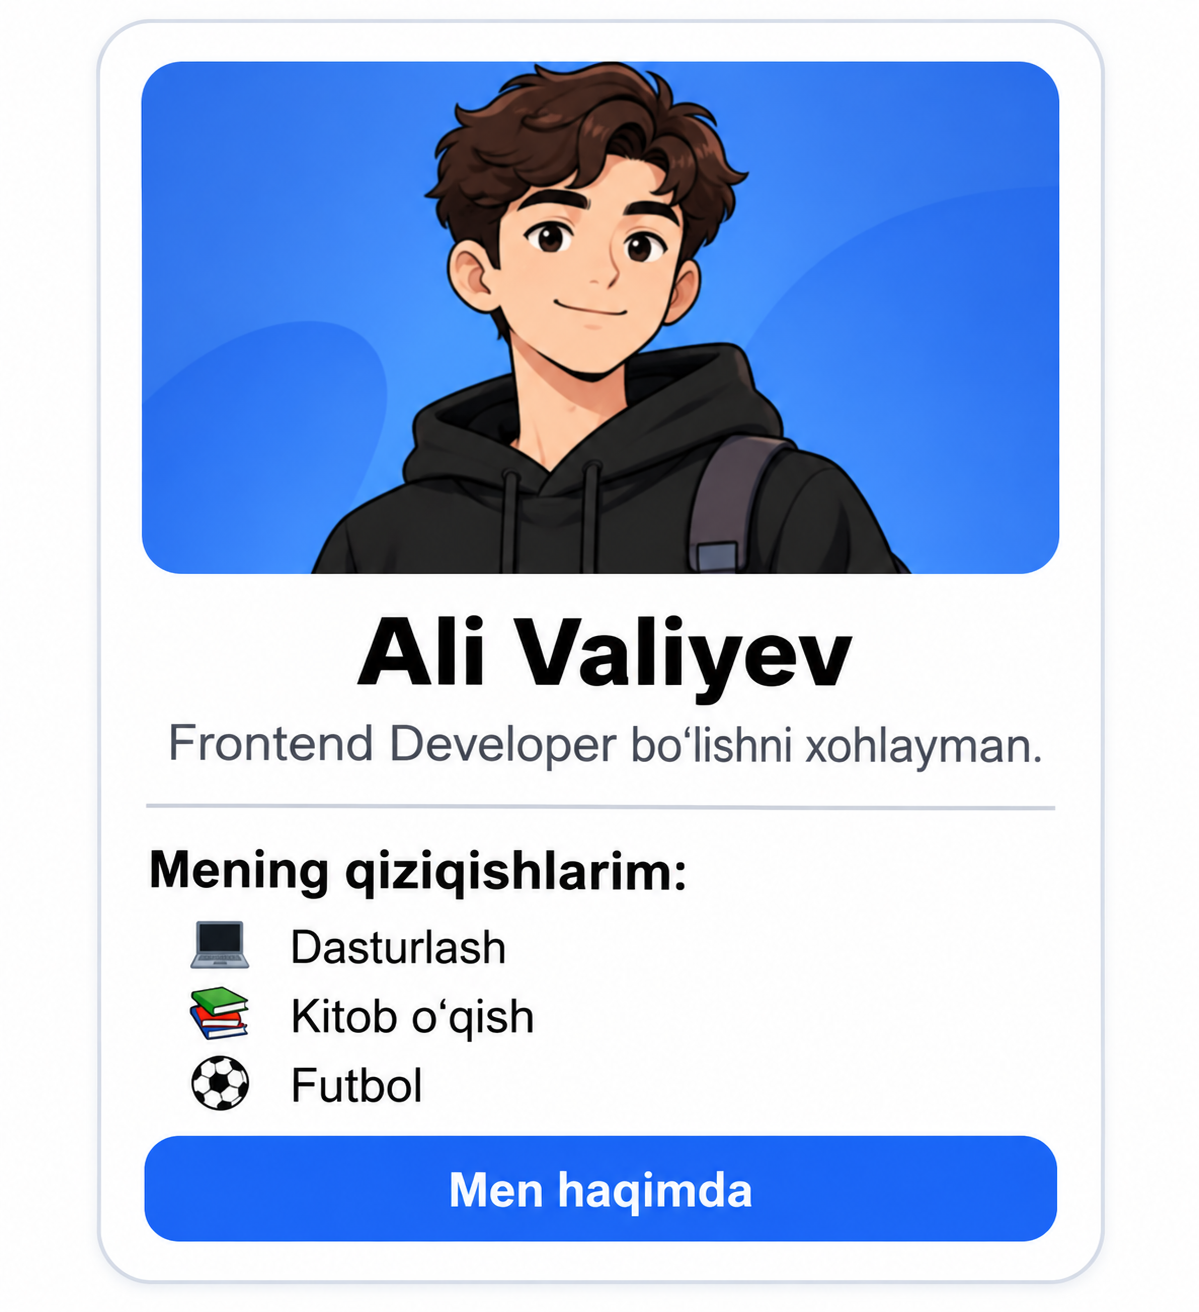 Ali Valiyev
Frontend Developer bo‘lishni xohlayman.
Mening qiziqishlarim:
Dasturlash
Kitob o‘qish
Futbol
Men haqimda